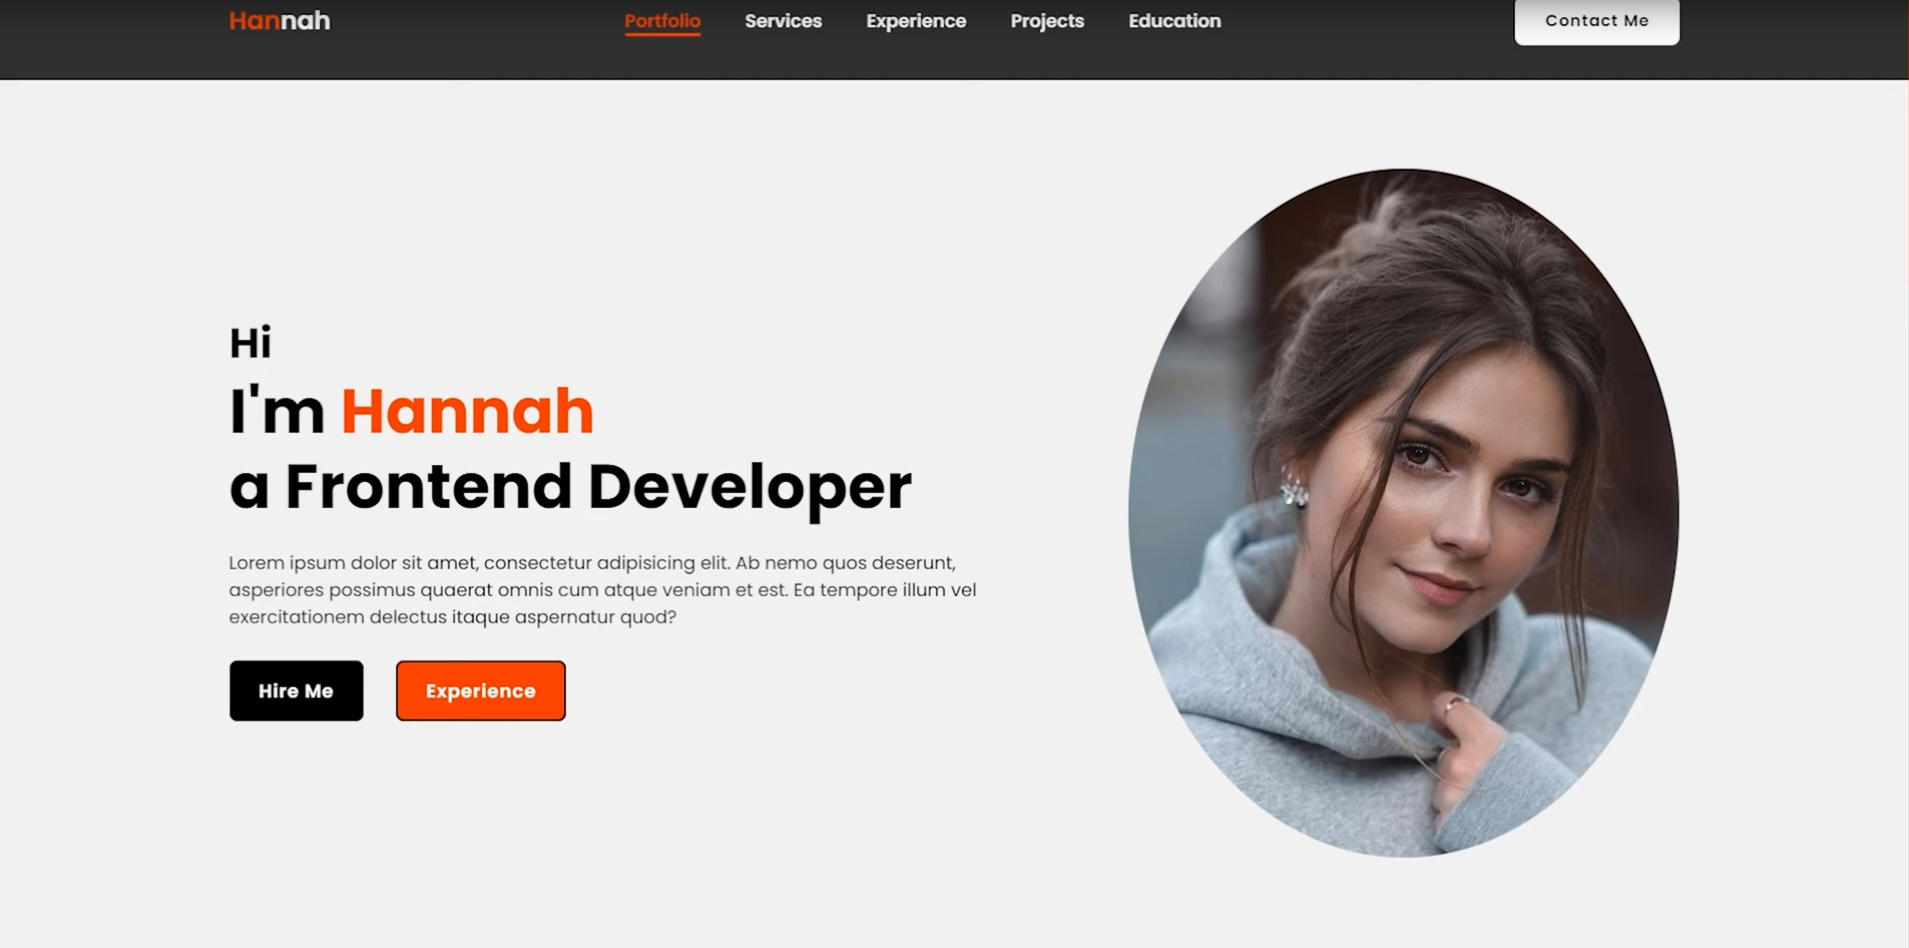 Hannah
Portfolio Services Experience Projects Education
Contact Me
Hi
I'm Hannah
a Frontend Developer
Lorem ipsum dolor sit amet, consectetur adipisicing elit. Ab nemo quos deserunt,
asperiores possimus quaerat omnis cum atque veniam et est. Ea tempore illum vel
exercitationem delectus itaque aspernatur quod?
Hire Me
Experience